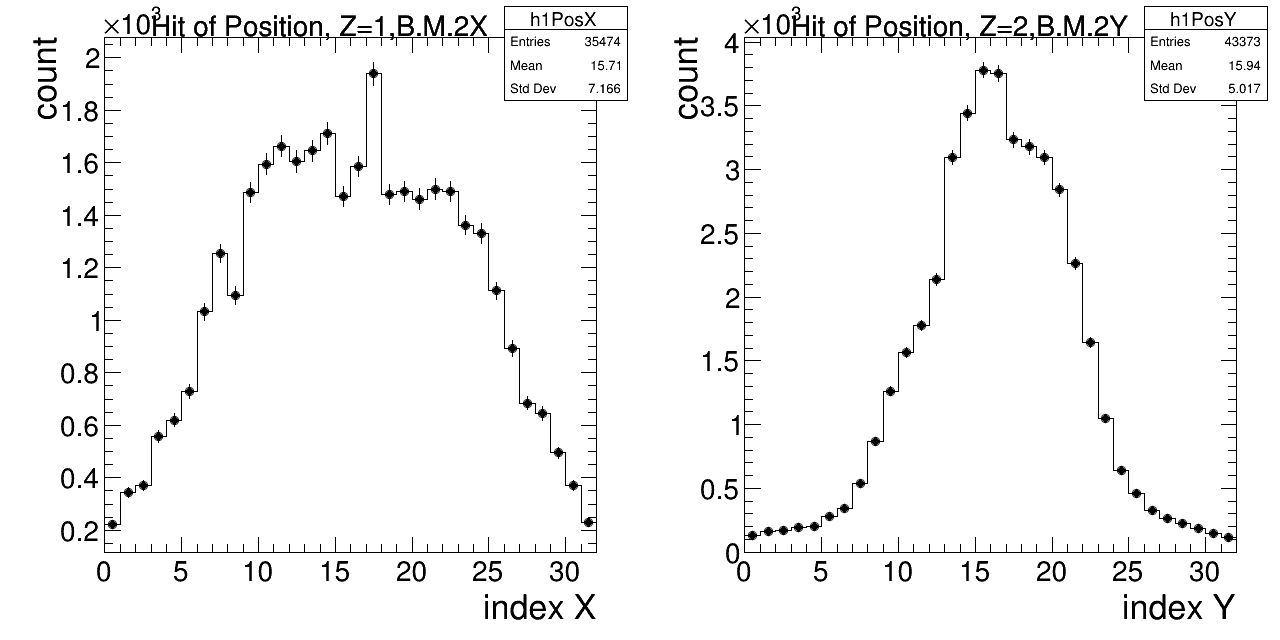 ×10³ Hit of Position, Z=1,B.M.2X
h1PosX
Entries 35474
Mean 15.71
Std Dev 7.166
count
2
1.8
1.6
1.4
1.2
1
0.8
0.6
0.4
0.2
0 5 10 15 20 25 30
index X
×10³ Hit of Position, Z=2,B.M.2Y
h1PosY
Entries 43373
Mean 15.94
Std Dev 5.017
count
4
3.5
3
2.5
2
1.5
1
0.5
0
0 5 10 15 20 25 30
index Y